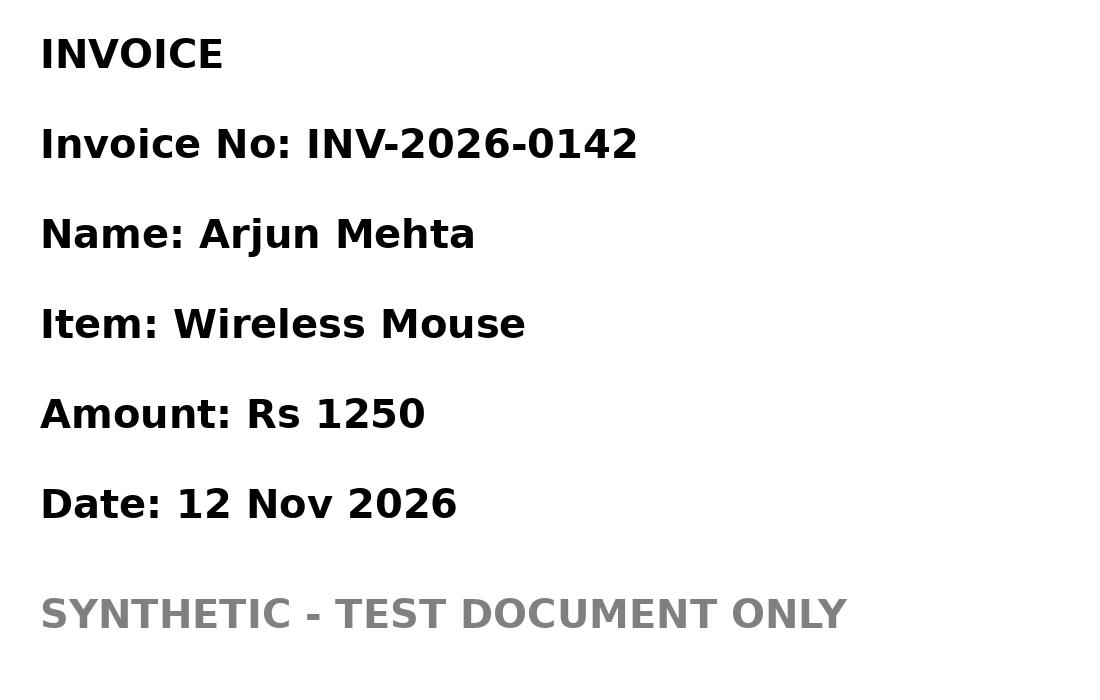 INVOICE
Invoice No: INV-2026-0142
Name: Arjun Mehta
Item: Wireless Mouse
Amount: Rs 1250
Date: 12 Nov 2026
SYNTHETIC - TEST DOCUMENT ONLY